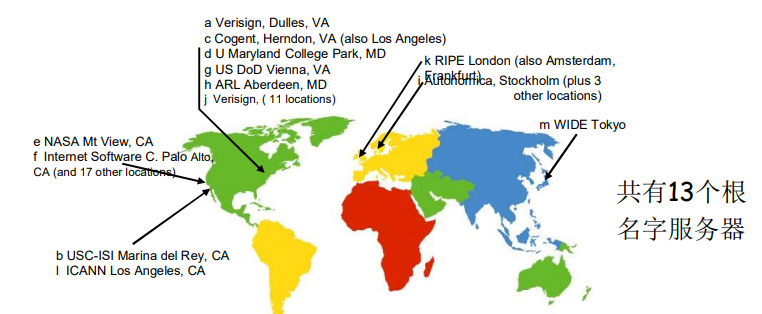 a Verisign, Dulles, VA
c Cogent, Herndon, VA (also Los Angeles)
d U Maryland College Park, MD
g US DoD Vienna, VA
h ARL Aberdeen, MD
j Verisign, ( 11 locations)
k RIPE London (also Amsterdam,
Frankfurt)
i Autonomica, Stockholm (plus 3
other locations)
m WIDE Tokyo
e NASA Mt View, CA
f Internet Software C. Palo Alto,
CA (and 17 other locations)
b USC-ISI Marina del Rey, CA
l ICANN Los Angeles, CA
共有13个根
名字服务器